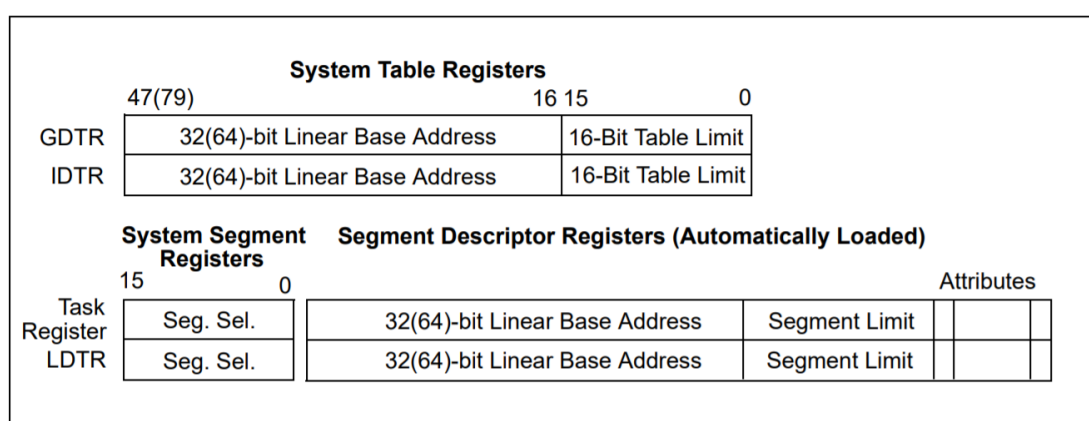 System Table Registers
47(79) 16 15 0
GDTR 32(64)-bit Linear Base Address 16-Bit Table Limit
IDTR 32(64)-bit Linear Base Address 16-Bit Table Limit
System Segment Segment Descriptor Registers (Automatically Loaded)
Registers
15 0 Attributes
Task
Register Seg. Sel. 32(64)-bit Linear Base Address Segment Limit
LDTR Seg. Sel. 32(64)-bit Linear Base Address Segment Limit